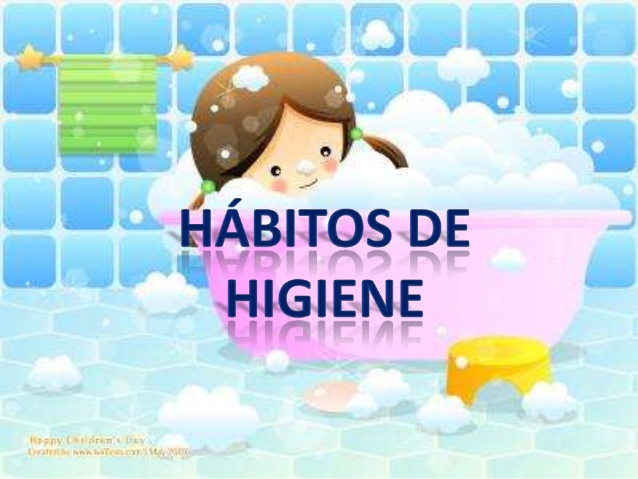 HÁBITOS DE
HIGIENE
Happy Children's Day